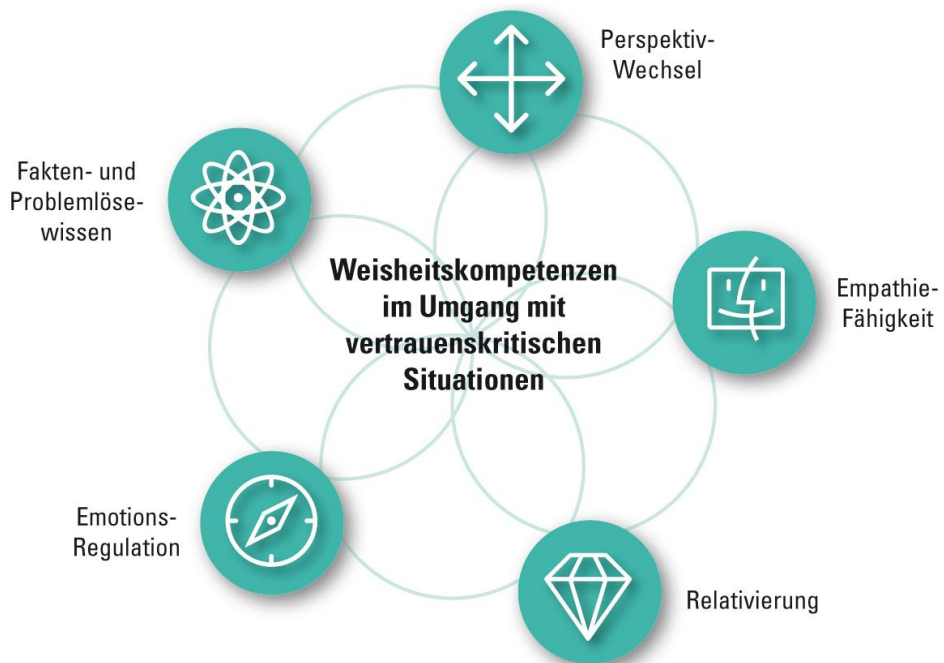 Perspektiv-
Wechsel
Fakten- und
Problemlöse-
wissen
Weisheitskompetenzen
im Umgang mit
vertrauenskritischen
Situationen
Empathie-
Fähigkeit
Emotions-
Regulation
Relativierung